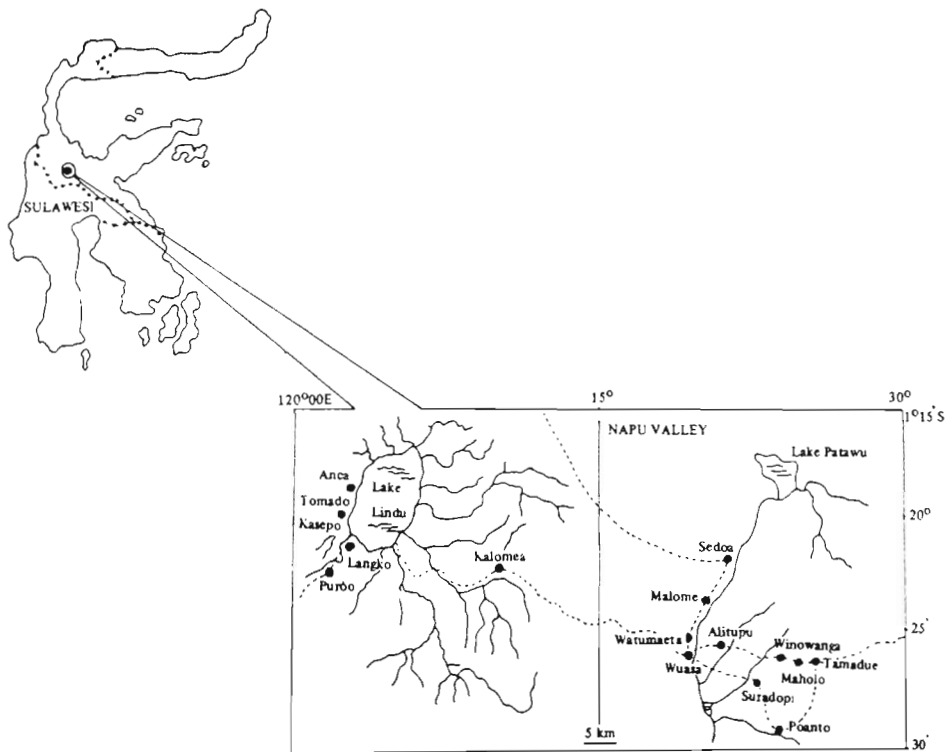 SULAWESI
120°00'E
15°
30°
1°15'S
NAPU VALLEY
Lake Patawu
Anca
Lake
Tomado
Lindu
Kasepo
20°
Langko
Kalomea
Sedoa
Puroo
Malome
25'
Watumaeta
Alitupu
Winowanga
Wuasa
Tamadue
Maholo
Suradopi
Poanto
5 km
30'